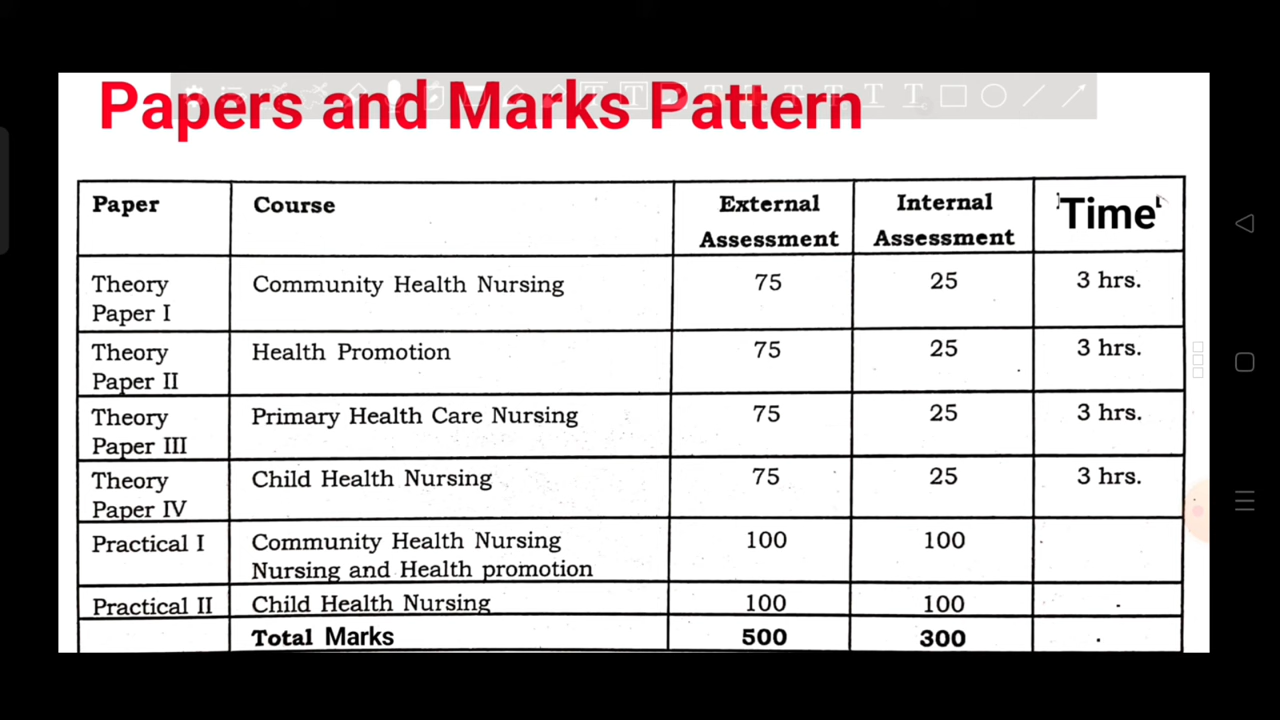 Papers and Marks Pattern
Paper Course External Assessment Internal Assessment Time
Theory Paper I Community Health Nursing 75 25 3 hrs.
Theory Paper II Health Promotion 75 25 3 hrs.
Theory Paper III Primary Health Care Nursing 75 25 3 hrs.
Theory Paper IV Child Health Nursing 75 25 3 hrs.
Practical I Community Health Nursing Nursing and Health promotion 100 100
Practical II Child Health Nursing 100 100
Total Marks 500 300